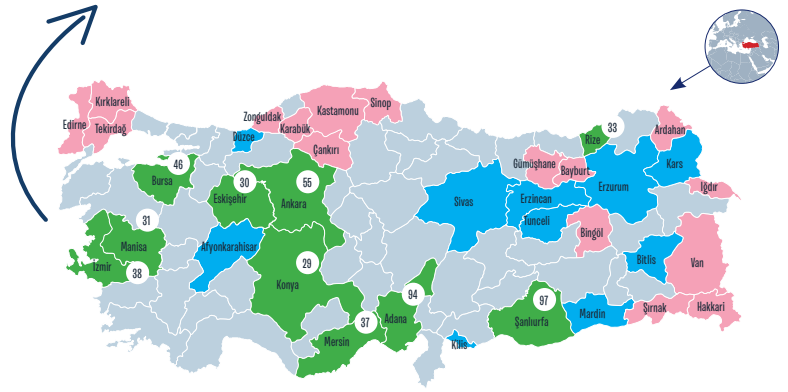 Kırklareli
Edirne
Tekirdağ
Zonguldak
Düzce
Karabük
Kastamonu
Sinop
Çankırı
33
Rize
Ardahan
Kars
Iğdır
Gümüşhane
Bayburt
Erzurum
Erzincan
Tunceli
Sivas
Bingöl
46
Bursa
30
Eskişehir
55
Ankara
31
Manisa
İzmir
38
Afyonkarahisar
29
Konya
Bitlis
Van
94
Adana
37
Mersin
Kilis
97
Şanlıurfa
Mardin
Şırnak
Hakkari